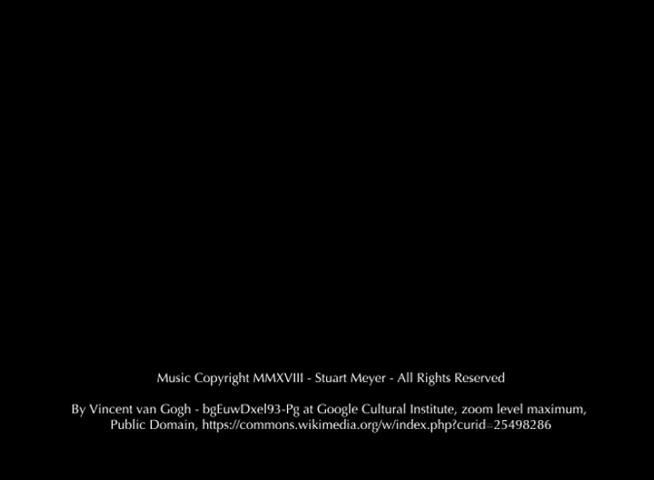 Music Copyright MMXVIII - Stuart Meyer - All Rights Reserved
By Vincent van Gogh - bgEuwDxel93-Pg at Google Cultural Institute, zoom level maximum,
Public Domain, https://commons.wikimedia.org/w/index.php?curid=25498286